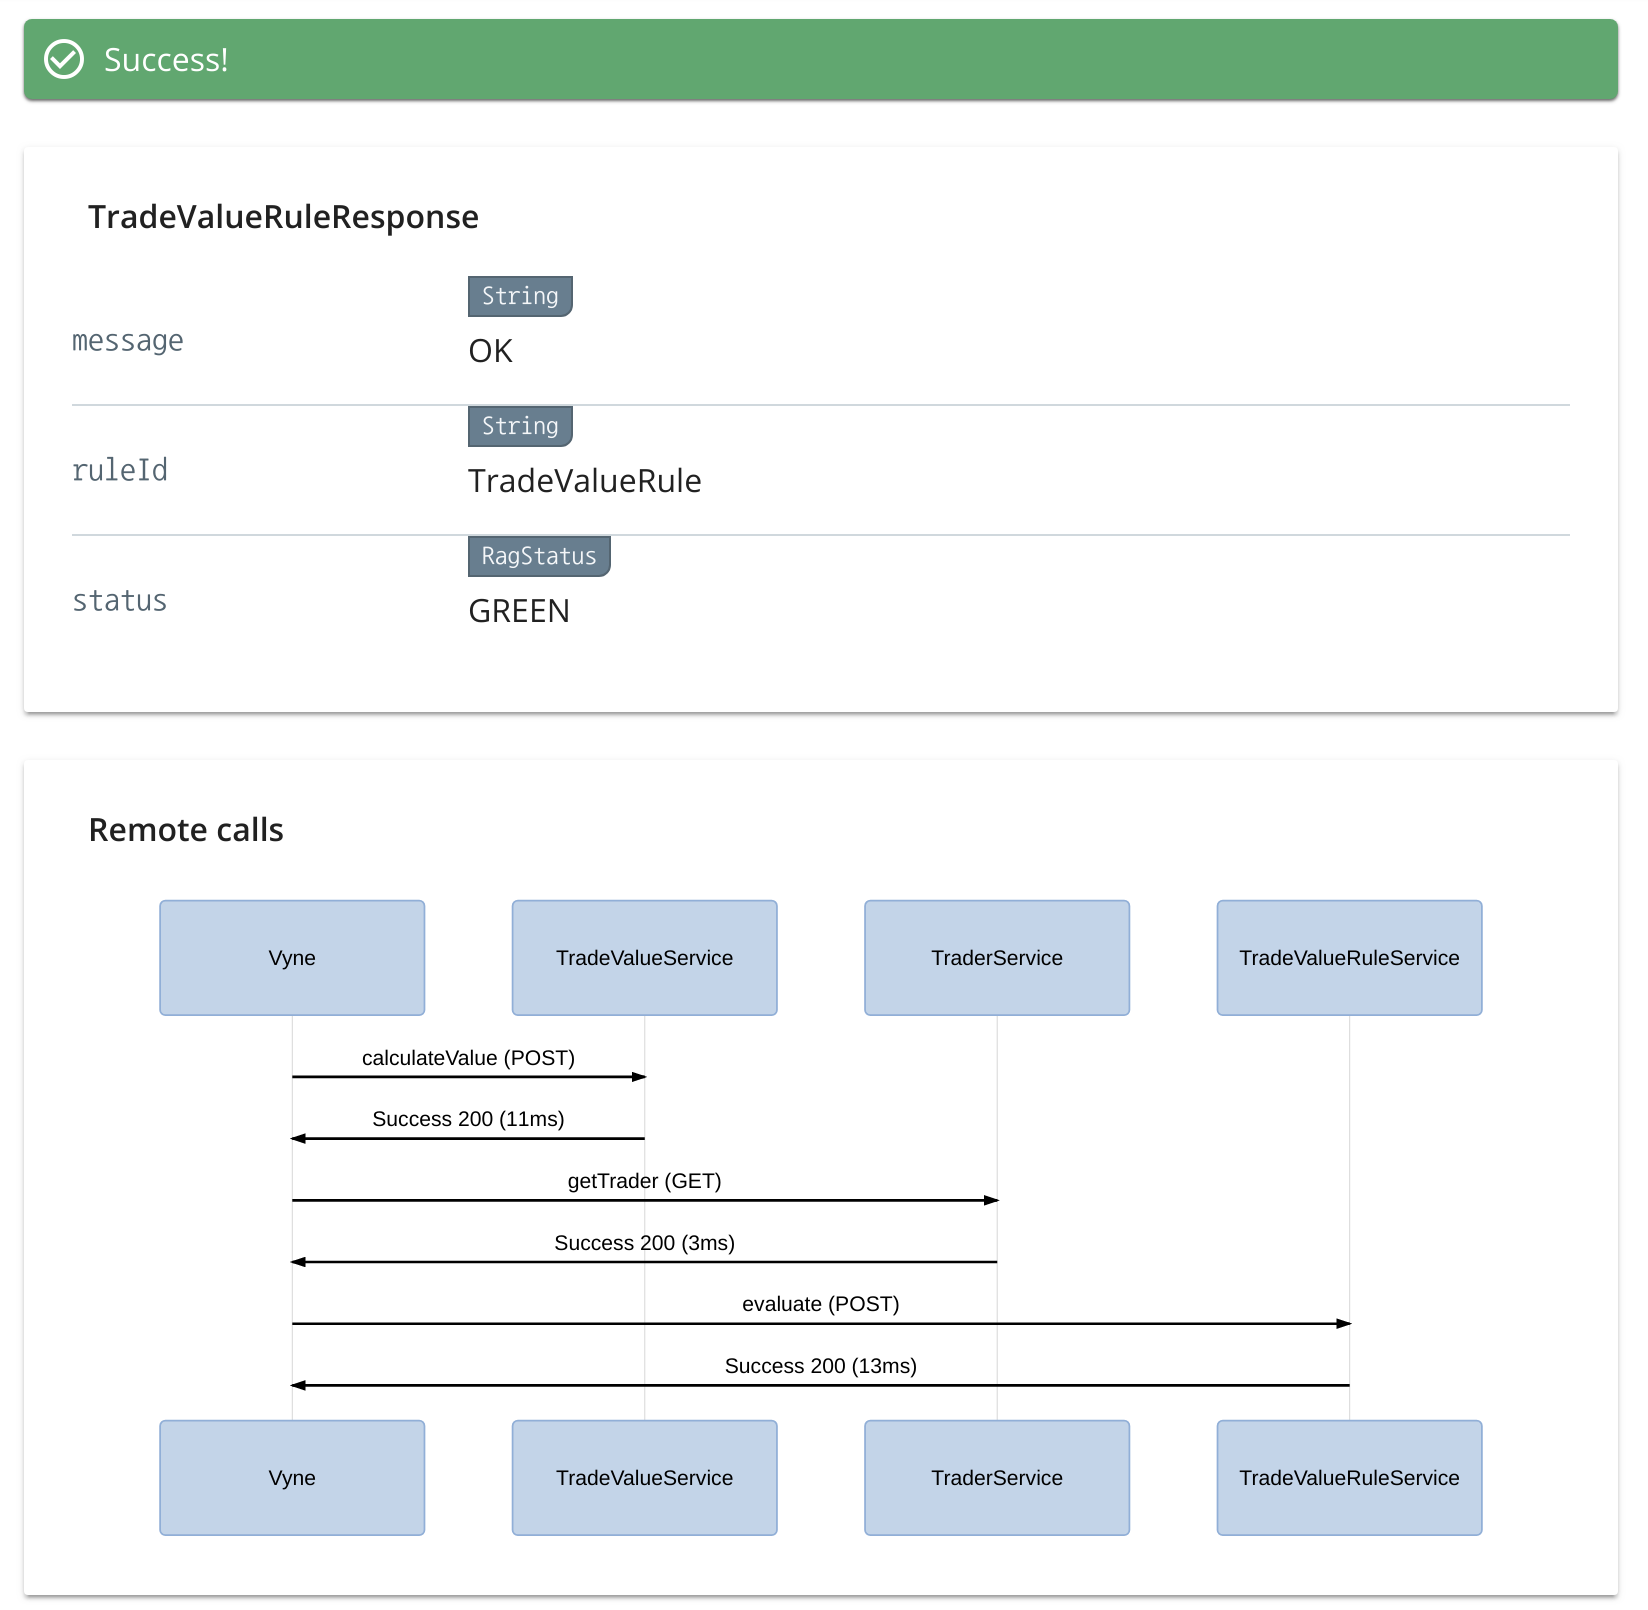 Success!
TradeValueRuleResponse
String
message
OK
String
ruleId
TradeValueRule
RagStatus
status
GREEN
Remote calls
Vyne TradeValueService TraderService TradeValueRuleService
calculateValue (POST)
Success 200 (11ms)
getTrader (GET)
Success 200 (3ms)
evaluate (POST)
Success 200 (13ms)
Vyne TradeValueService TraderService TradeValueRuleService